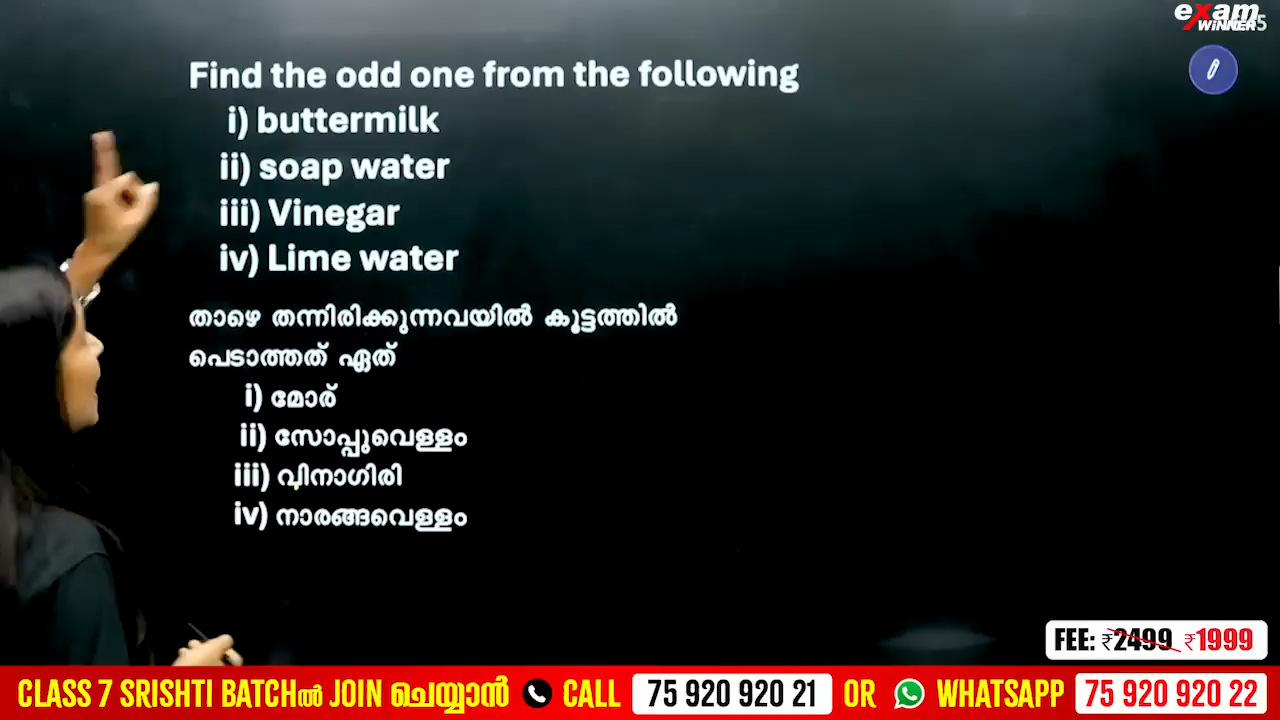 exam
WiNNER
Find the odd one from the following
i) buttermilk
ii) soap water
iii) Vinegar
iv) Lime water
താഴെ തന്നിരിക്കുന്നവയിൽ കൂട്ടത്തിൽ
പെടാത്തത് ഏത്
i) മോര്
ii) സോപ്പുവെള്ളം
iii) വിനാഗിരി
iv) നാരങ്ങവെള്ളം
FEE: ₹2499 ₹1999
CLASS 7 SRISHTI BATCHൽ JOIN ചെയ്യാൻ CALL 75 920 920 21 OR WHATSAPP 75 920 920 22